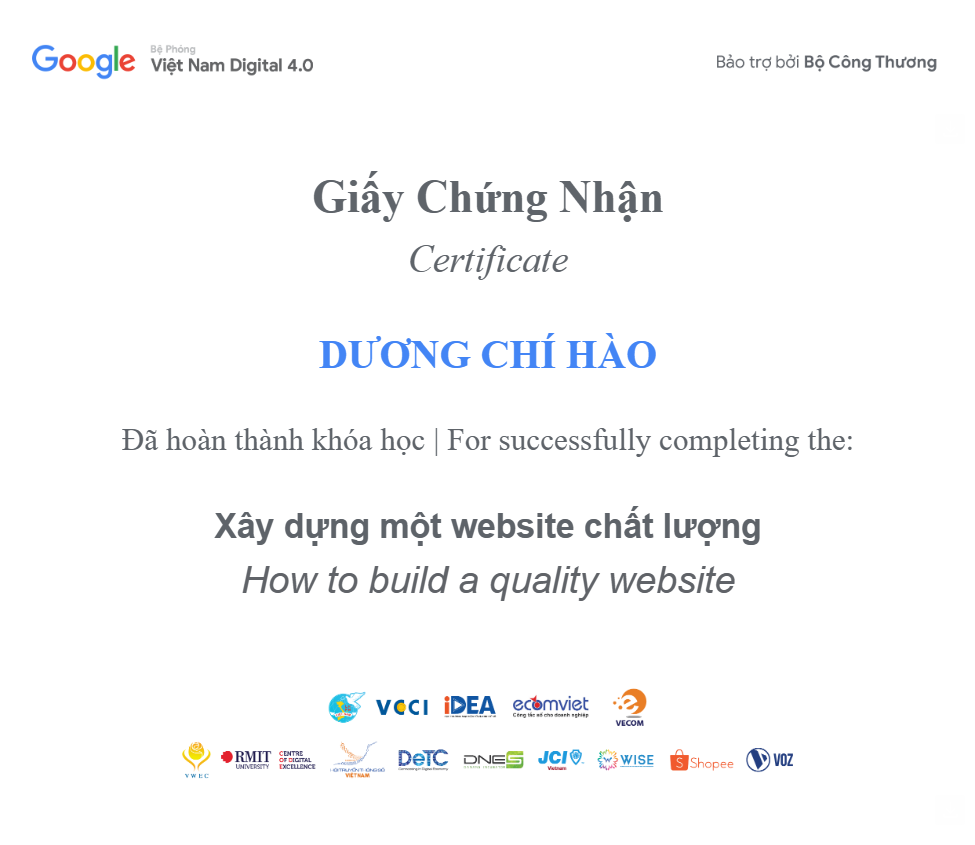 Google
Bệ Phóng
Việt Nam Digital 4.0
Bảo trợ bởi Bộ Công Thương
Giấy Chứng Nhận
Certificate
DƯƠNG CHÍ HÀO
Đã hoàn thành khóa học | For successfully completing the:
Xây dựng một website chất lượng
How to build a quality website
VCCI
iDEA
ecomviet
Công tác số cho doanh nghiệp
VECOM
VWEC
RMIT
UNIVERSITY
CENTRE
OF DIGITAL
EXCELLENCE
VIỆT NAM
DeTC
DNES
JCI
Vietnam
WISE
Shopee
VOZ